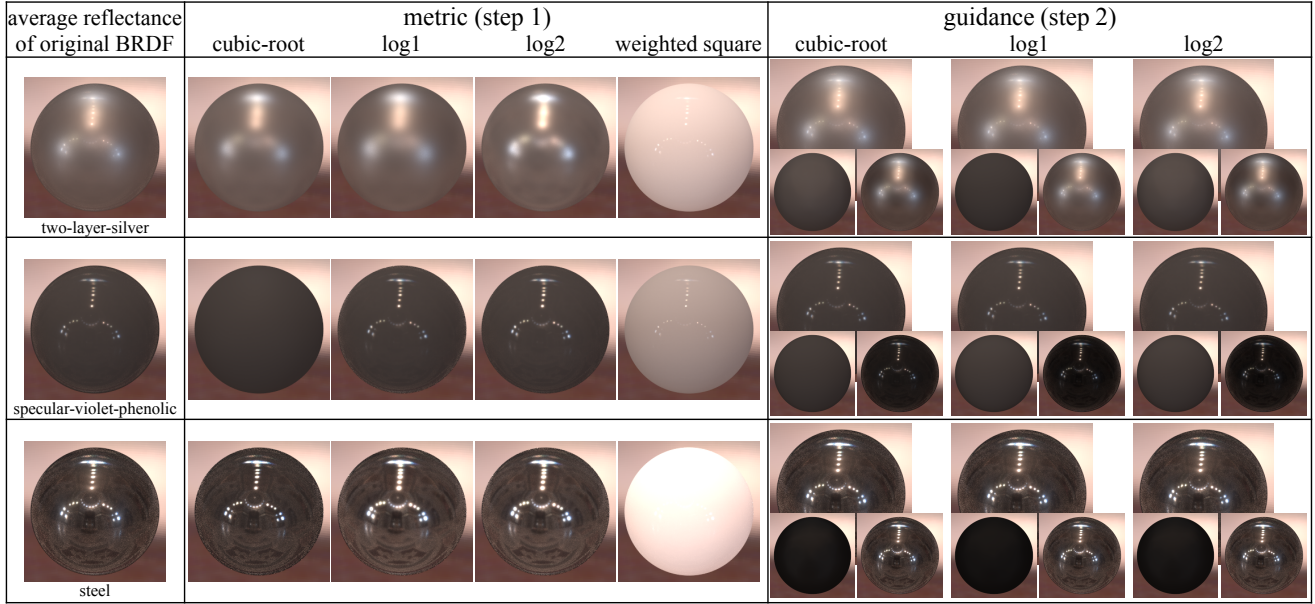 average reflectance
of original BRDF
metric (step 1)
cubic-root log1 log2 weighted square
guidance (step 2)
cubic-root log1 log2
two-layer-silver
specular-violet-phenolic
steel